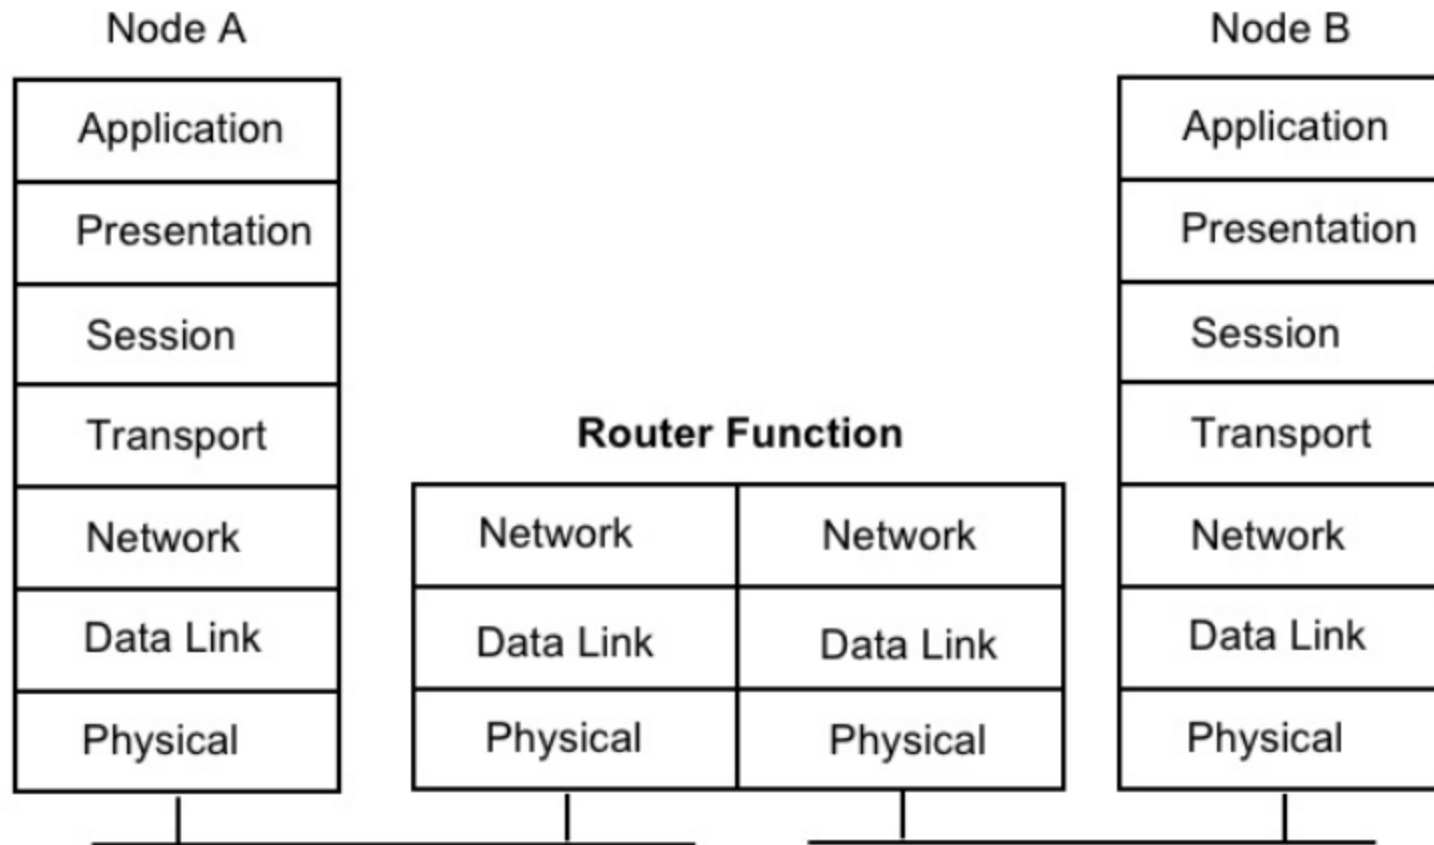 Node A
Node B
Application
Presentation
Session
Transport
Network
Data Link
Physical
Router Function
Network
Network
Data Link
Data Link
Physical
Physical
Application
Presentation
Session
Transport
Network
Data Link
Physical